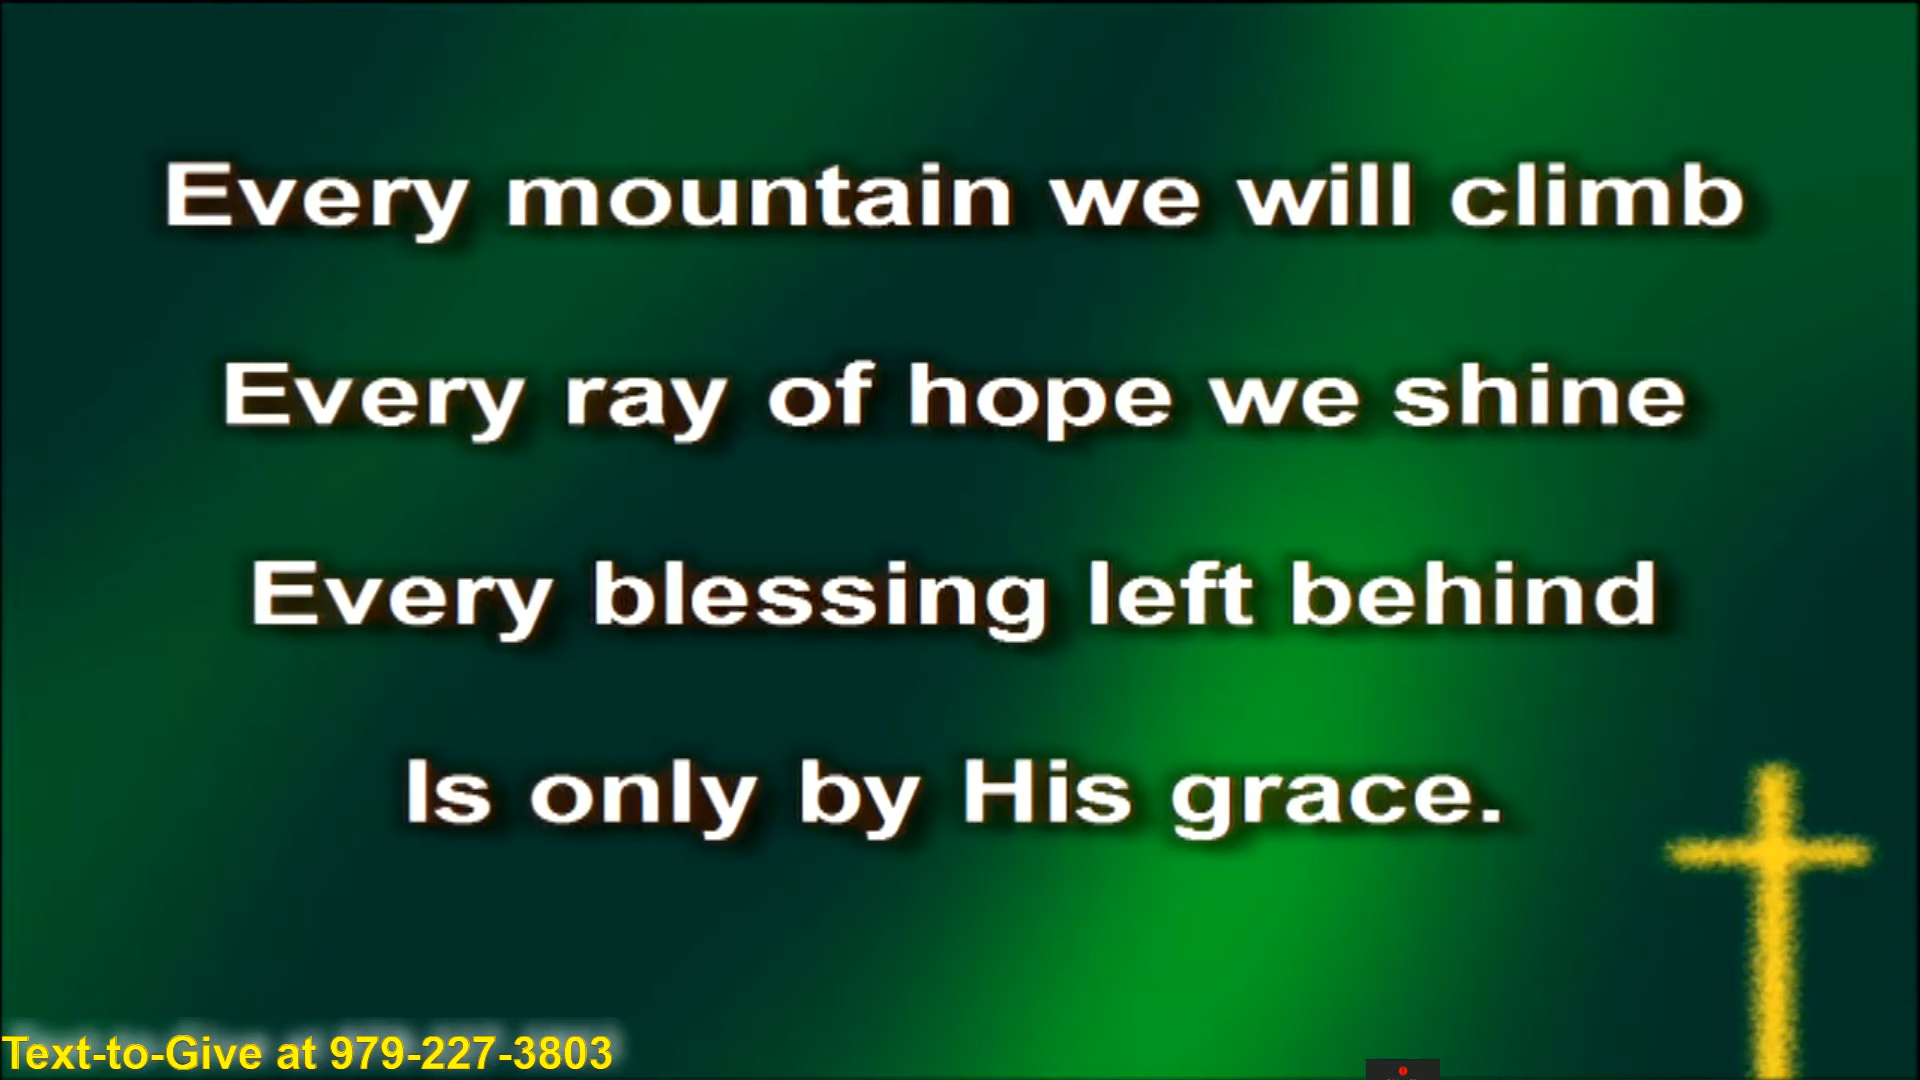 Every mountain we will climb
Every ray of hope we shine
Every blessing left behind
Is only by His grace.
Text-to-Give at 979-227-3803